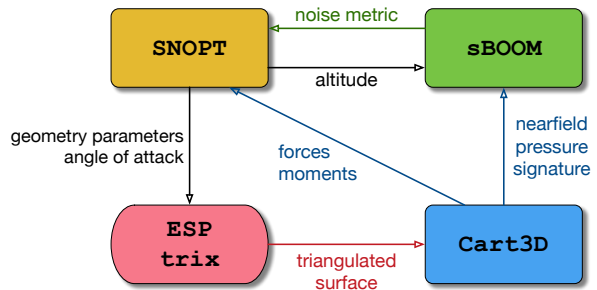 noise metric
SNOPT
sBOOM
altitude
geometry parameters
angle of attack
forces
moments
nearfield
pressure
signature
ESP
trix
Cart3D
triangulated
surface